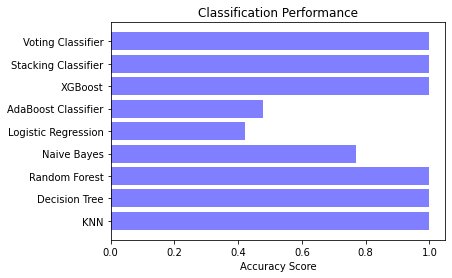 Classification Performance
Voting Classifier
Stacking Classifier
XGBoost
AdaBoost Classifier
Logistic Regression
Naive Bayes
Random Forest
Decision Tree
KNN
0.0 0.2 0.4 0.6 0.8 1.0
Accuracy Score